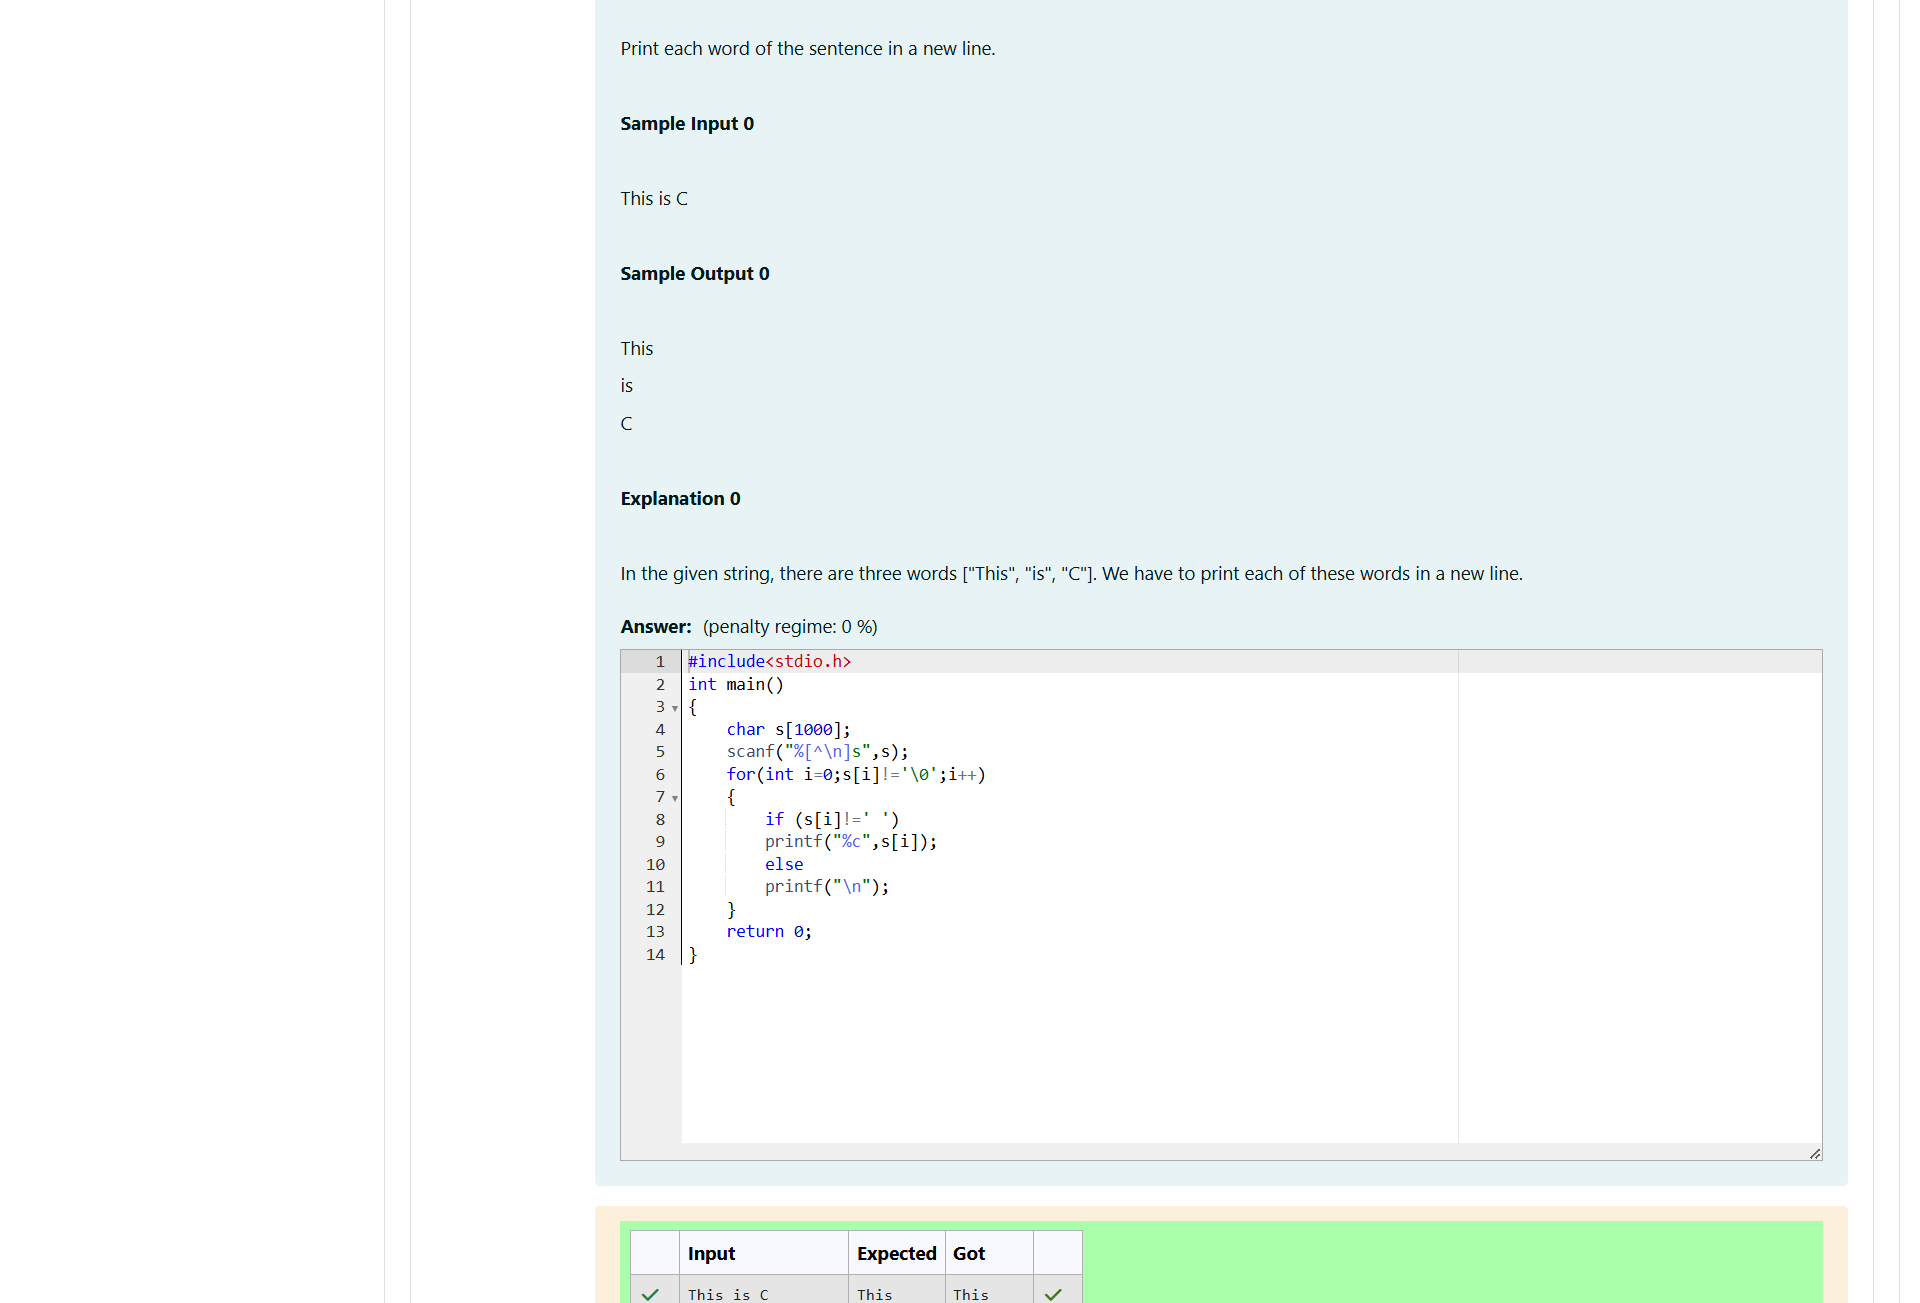 Print each word of the sentence in a new line.
Sample Input 0
This is C
Sample Output 0
This
is
C
Explanation 0
In the given string, there are three words ["This", "is", "C"]. We have to print each of these words in a new line.
Answer: (penalty regime: 0 %)
1 #include<stdio.h>
2 int main()
3 {
4     char s[1000];
5     scanf("%[^\n]s",s);
6     for(int i=0;s[i]!='\0';i++)
7     {
8         if (s[i]!=' ')
9         printf("%c",s[i]);
10         else
11         printf("\n");
12     }
13     return 0;
14 }
Input Expected Got
This is C This This